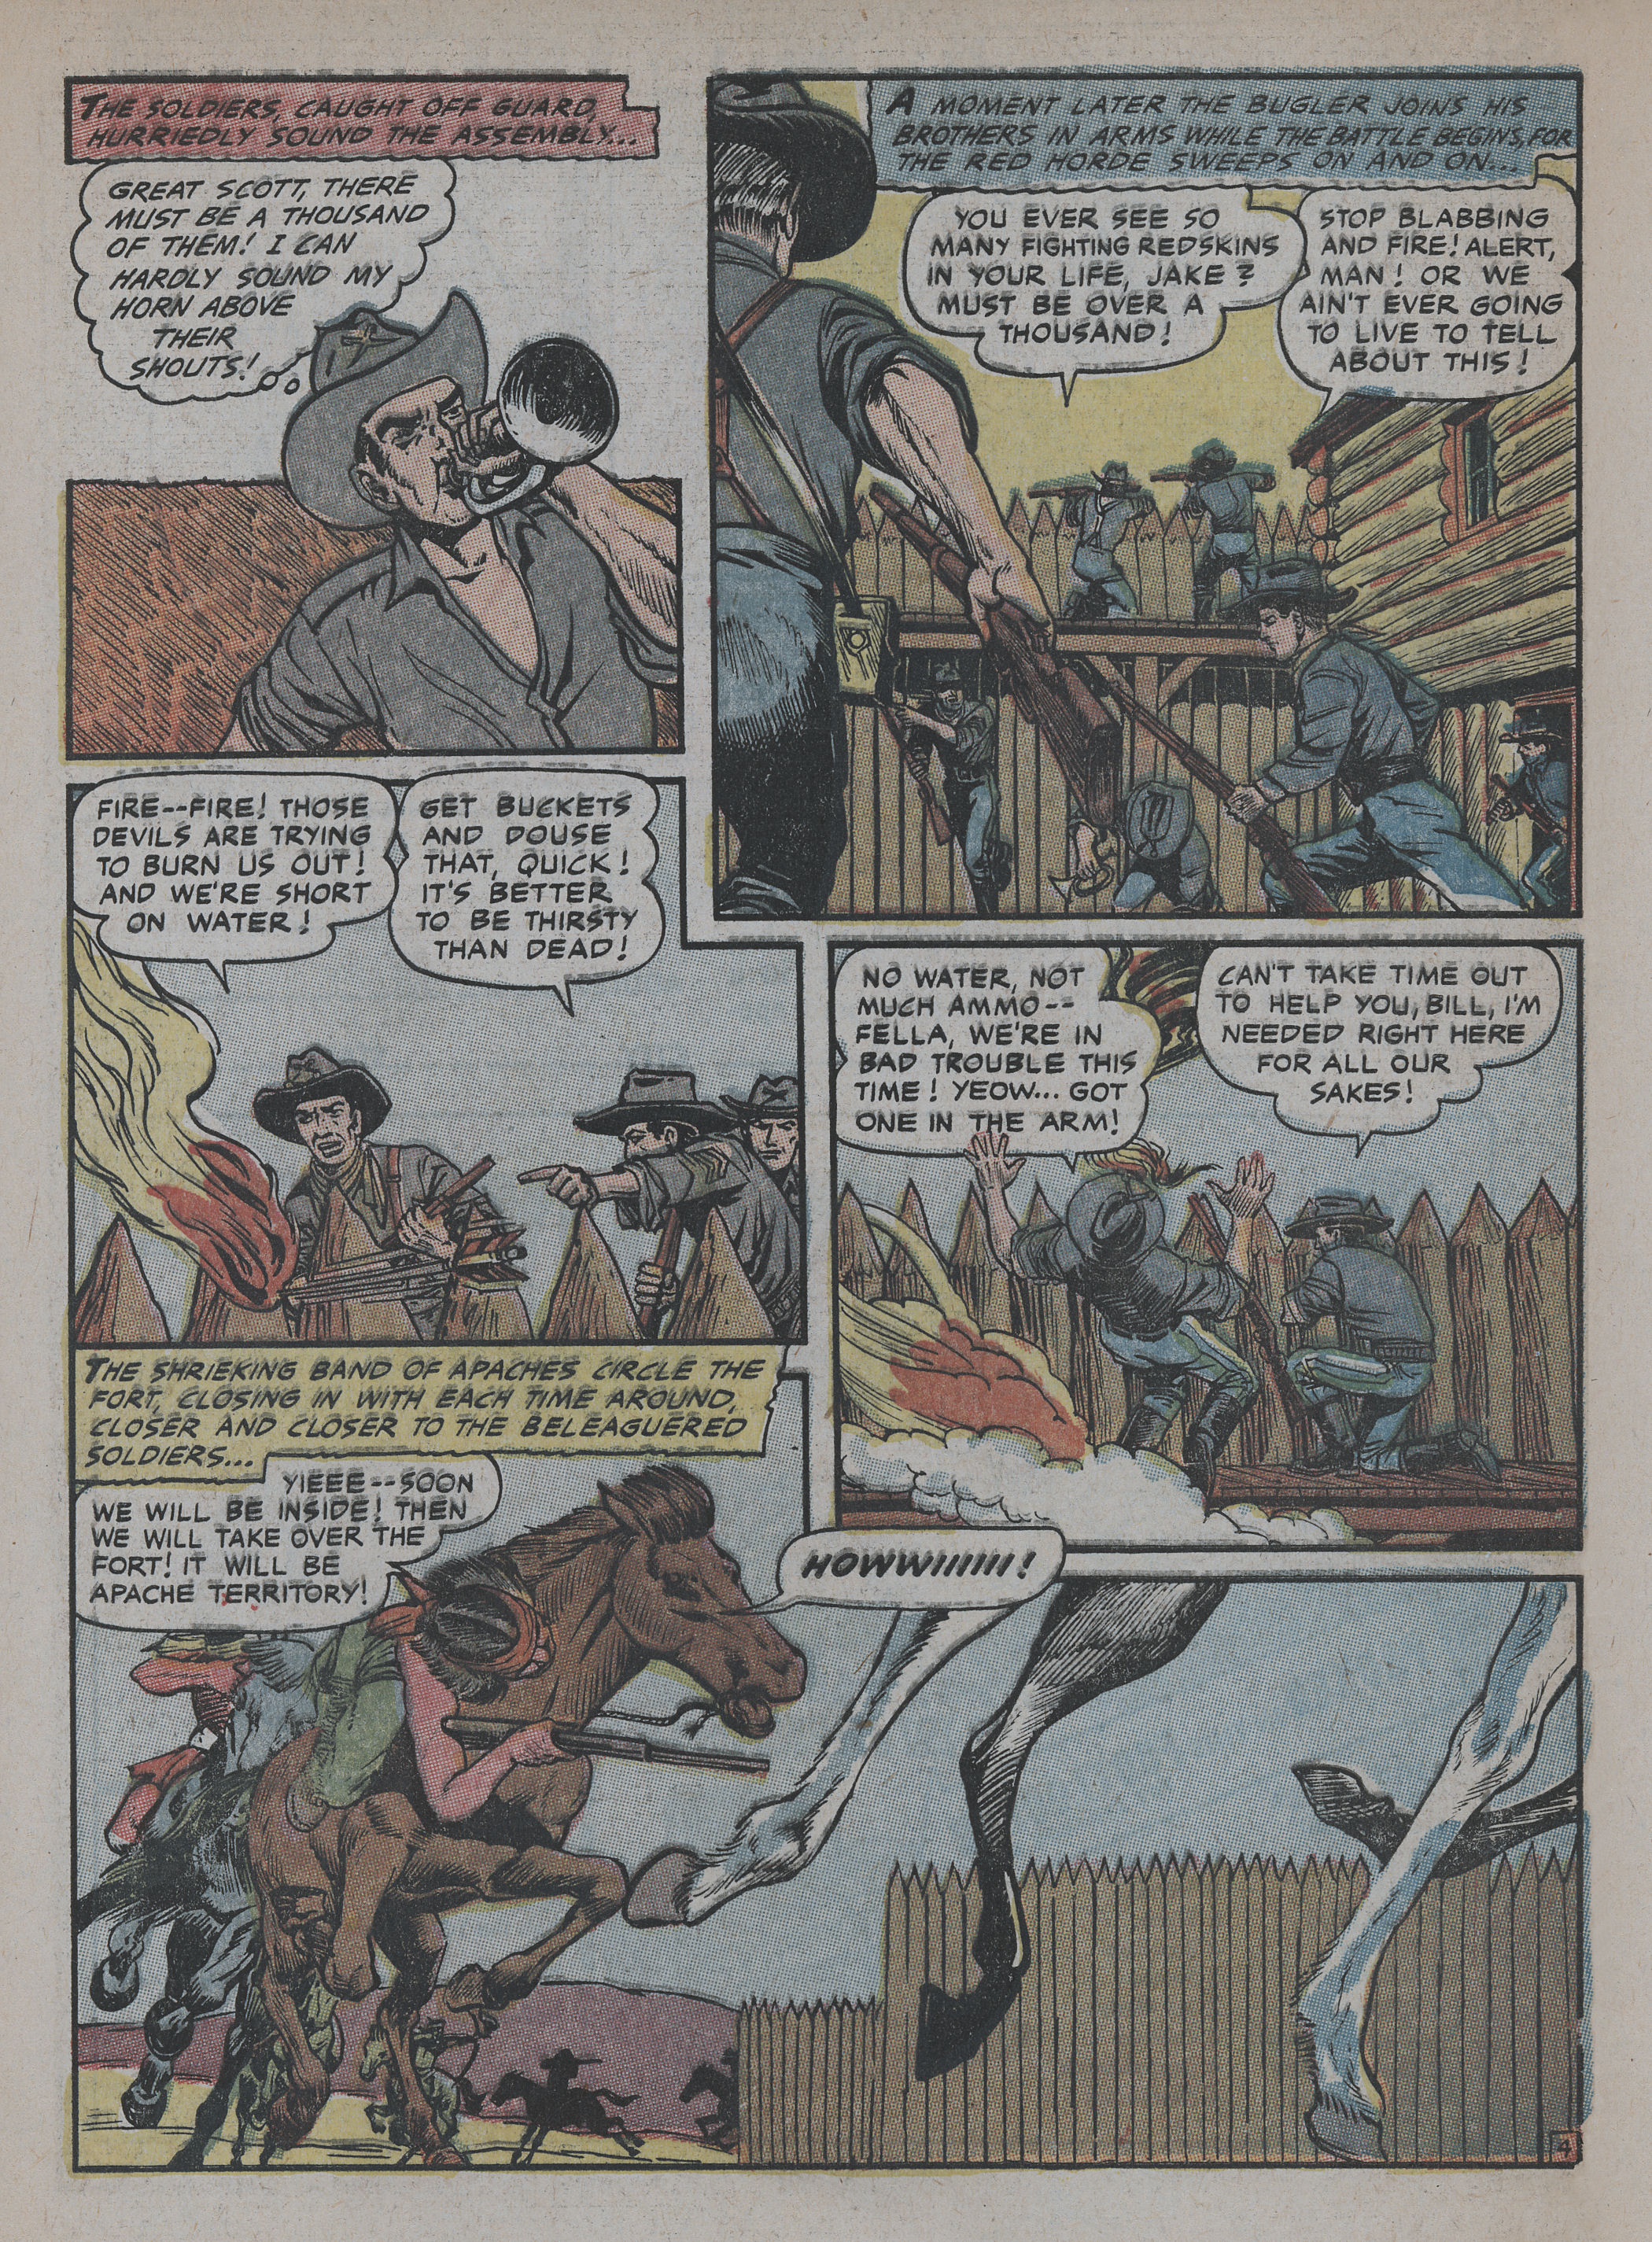 THE SOLDIERS, CAUGHT OFF GUARD,
HURRIEDLY SOUND THE ASSEMBLY...
GREAT SCOTT, THERE
MUST BE A THOUSAND
OF THEM! I CAN
HARDLY SOUND MY
HORN ABOVE
THEIR
SHOUTS!
A MOMENT LATER THE BUGLER JOINS HIS
BROTHERS IN ARMS WHILE THE BATTLE BEGINS, FOR
THE RED HORDE SWEEPS ON AND ON...
YOU EVER SEE SO
MANY FIGHTING REDSKINS
IN YOUR LIFE, JAKE?
MUST BE OVER A
THOUSAND!
STOP BLABBING
AND FIRE! ALERT,
MAN! OR WE
AIN'T EVER GOING
TO LIVE TO TELL
ABOUT THIS!
FIRE--FIRE! THOSE
DEVILS ARE TRYING
TO BURN US OUT!
AND WE'RE SHORT
ON WATER!
GET BUCKETS
AND DOUSE
THAT, QUICK!
IT'S BETTER
TO BE THIRSTY
THAN DEAD!
NO WATER, NOT
MUCH AMMO--
FELLA, WE'RE IN
BAD TROUBLE THIS
TIME! YEOW... GOT
ONE IN THE ARM!
CAN'T TAKE TIME OUT
TO HELP YOU, BILL, I'M
NEEDED RIGHT HERE
FOR ALL OUR
SAKES!
THE SHRIEKING BAND OF APACHES CIRCLE THE
FORT, CLOSING IN WITH EACH TIME AROUND,
CLOSER AND CLOSER TO THE BELEAGUERED
SOLDIERS...
YIEEE--SOON
WE WILL BE INSIDE! THEN
WE WILL TAKE OVER THE
FORT! IT WILL BE
APACHE TERRITORY!
HOWWIIIIII!
4